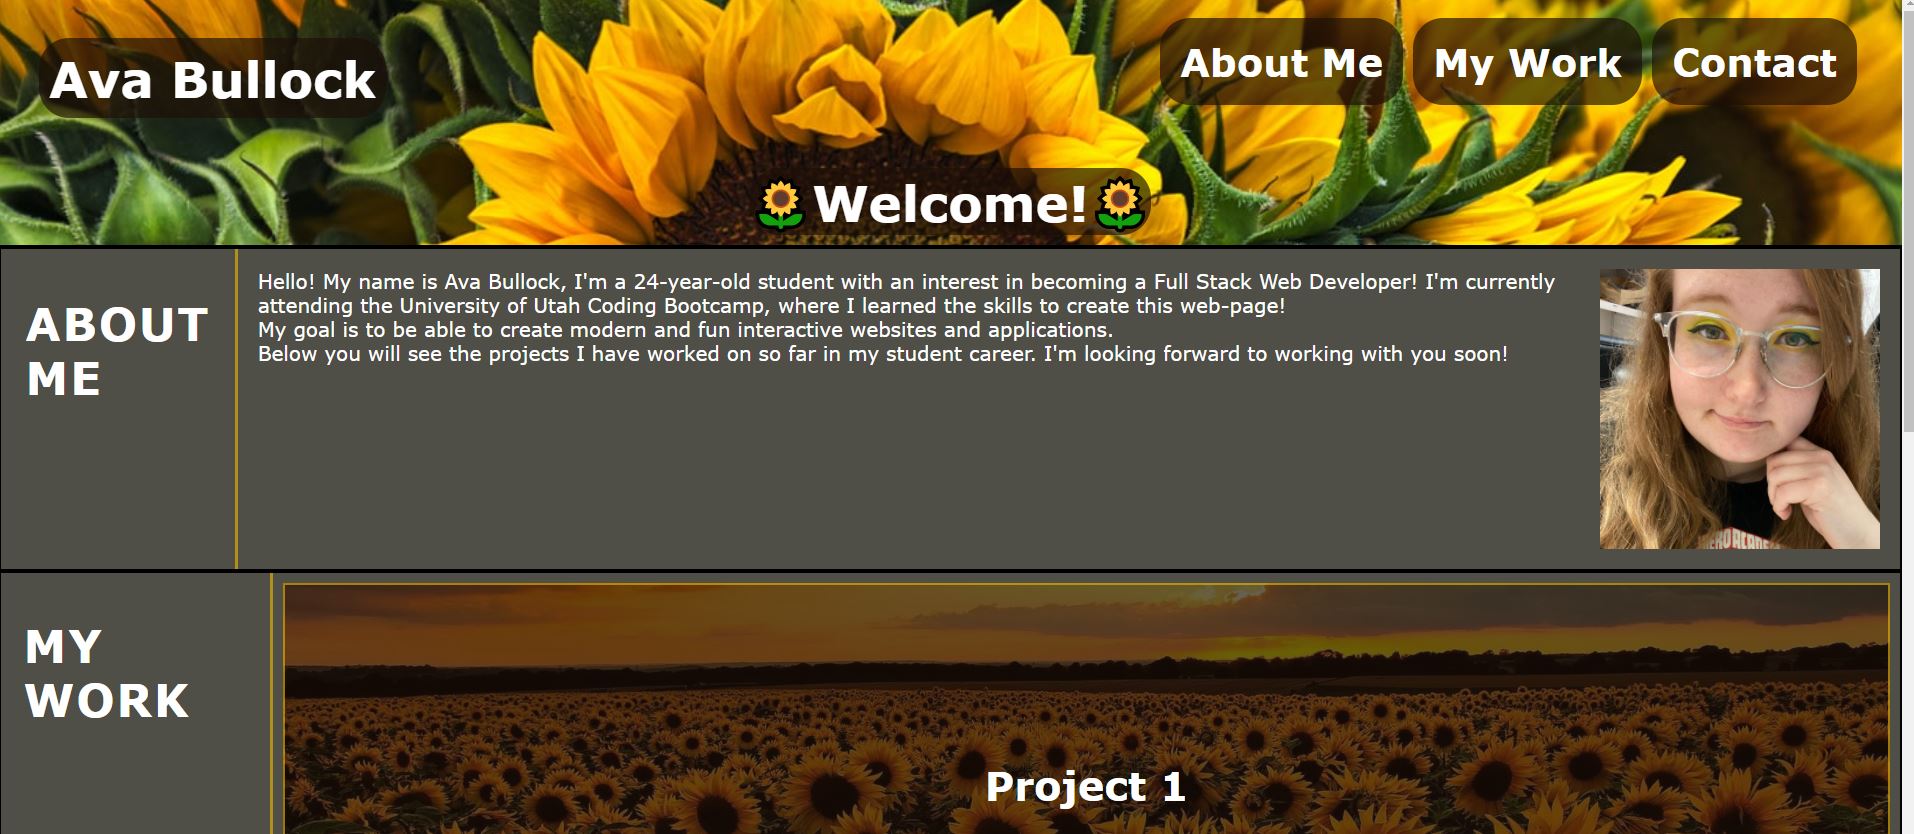 Ava Bullock
About Me
My Work
Contact
Welcome!
ABOUT
ME
Hello! My name is Ava Bullock, I'm a 24-year-old student with an interest in becoming a Full Stack Web Developer! I'm currently
attending the University of Utah Coding Bootcamp, where I learned the skills to create this web-page!
My goal is to be able to create modern and fun interactive websites and applications.
Below you will see the projects I have worked on so far in my student career. I'm looking forward to working with you soon!
MY
WORK
Project 1